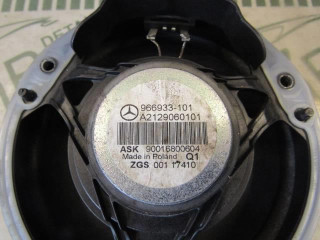 966933-101
A2129060101
ASK 90016800604
Made in Poland Q1
ZGS 001 17410